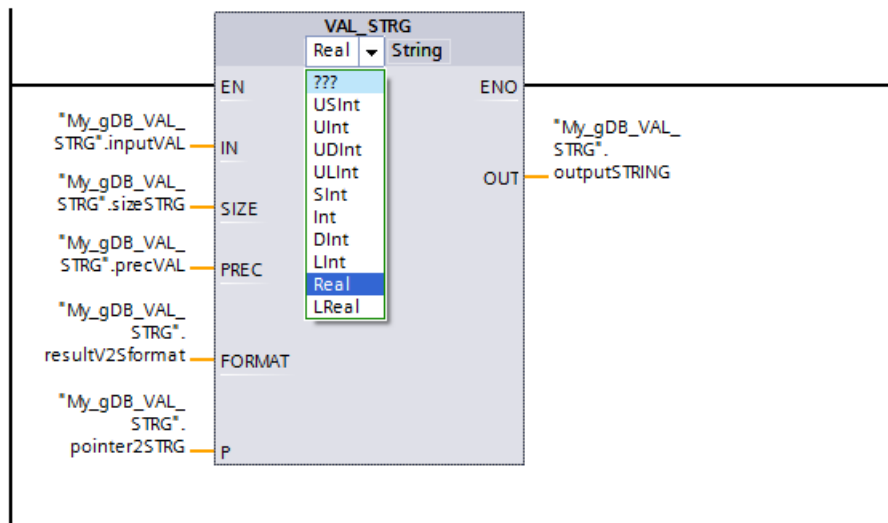 VAL_STRG
Real String
EN
ENO
???
USInt
UInt
UDInt
ULInt
SInt
Int
DInt
LInt
Real
LReal
"My_gDB_VAL_
STRG".inputVAL
IN
"My_gDB_VAL_
STRG".sizeSTRG
SIZE
"My_gDB_VAL_
STRG".precVAL
PREC
"My_gDB_VAL_
STRG".
resultV2Sformat
FORMAT
"My_gDB_VAL_
STRG".
pointer2STRG
P
OUT
"My_gDB_VAL_
STRG".
outputSTRING